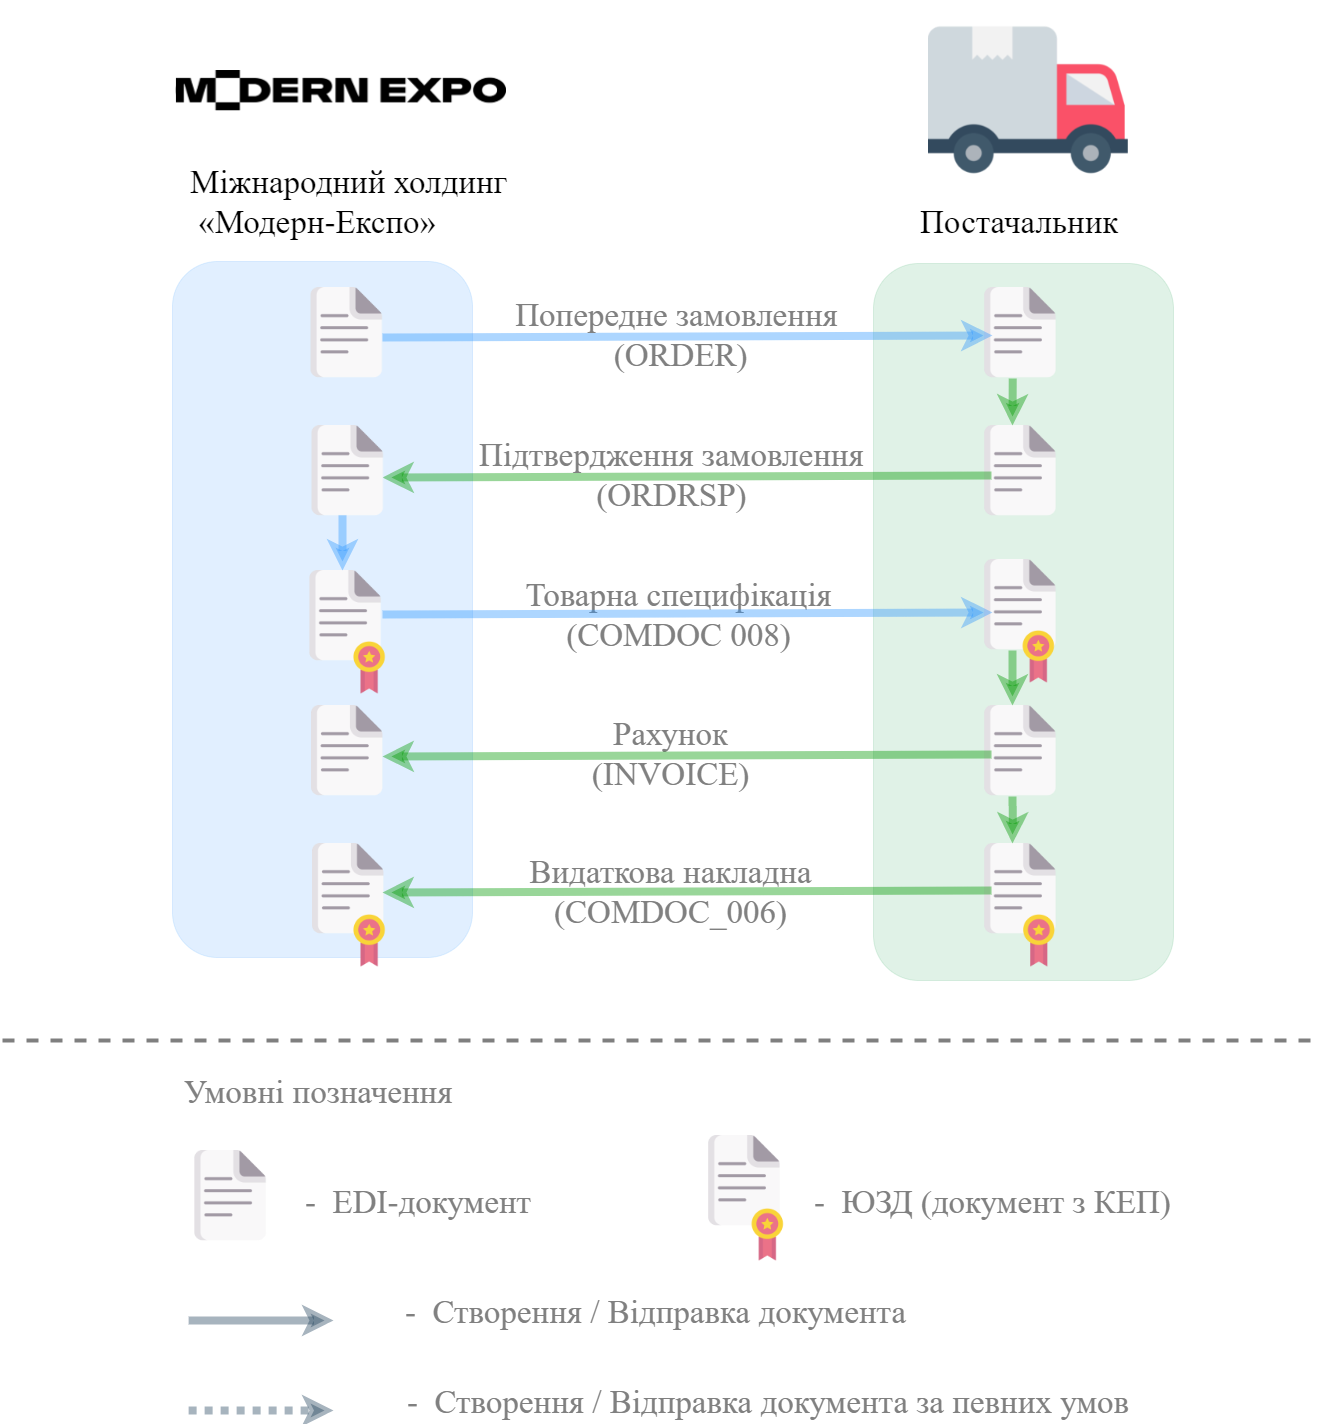 MODERN EXPO
Міжнародний холдинг
«Модерн-Експо»
Постачальник
Попереднє замовлення
(ORDER)
Підтвердження замовлення
(ORDRSP)
Товарна специфікація
(COMDOC 008)
Рахунок
(INVOICE)
Видаткова накладна
(COMDOC_006)
Умовні позначення
- EDI-документ
- ЮЗД (документ з КЕП)
- Створення / Відправка документа
- Створення / Відправка документа за певних умов